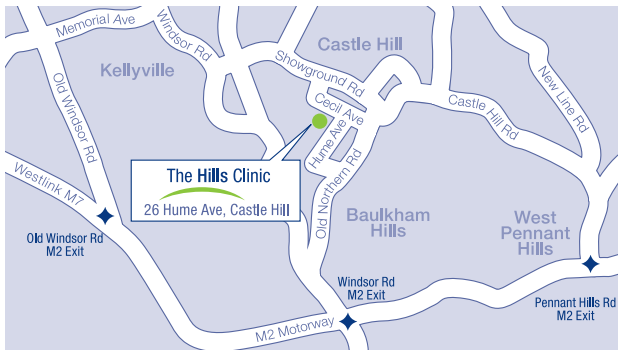 Memorial Ave
Windsor Rd
Castle Hill
Kellyville
Showground Rd
Old Windsor Rd
Cecil Ave
New Line Rd
Castle Hill Rd
Hume Ave
Westlink M7
The Hills Clinic
26 Hume Ave, Castle Hill
Old Northern Rd
Baulkham
Hills
West
Pennant
Hills
Old Windsor Rd
M2 Exit
Windsor Rd
M2 Exit
Pennant Hills Rd
M2 Exit
M2 Motorway